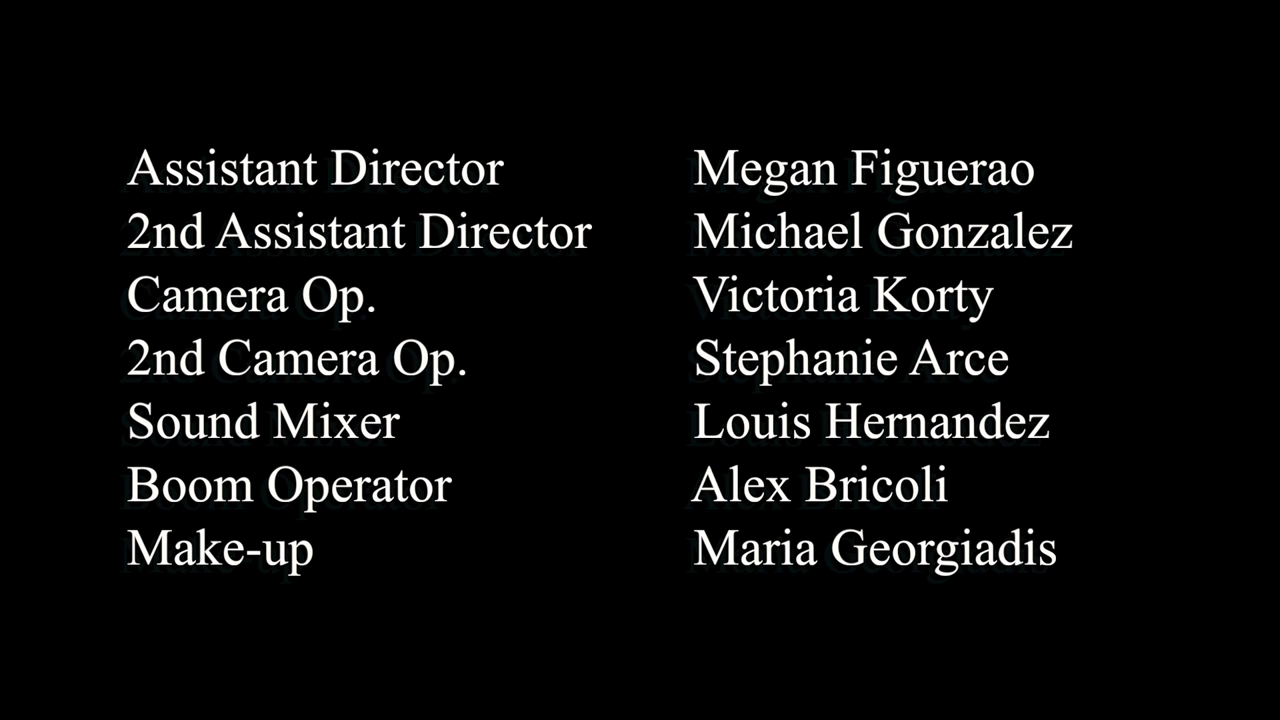 Assistant Director Megan Figuerao
2nd Assistant Director Michael Gonzalez
Camera Op. Victoria Korty
2nd Camera Op. Stephanie Arce
Sound Mixer Louis Hernandez
Boom Operator Alex Bricoli
Make-up Maria Georgiadis